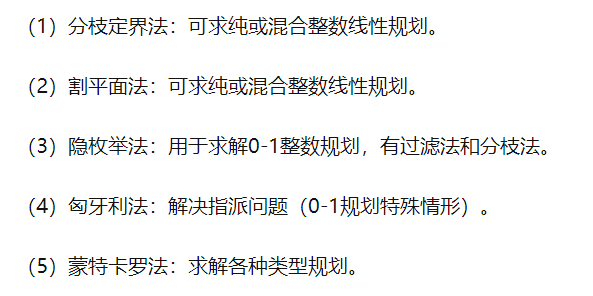 （1）分枝定界法：可求纯或混合整数线性规划。
（2）割平面法：可求纯或混合整数线性规划。
（3）隐枚举法：用于求解0-1整数规划，有过滤法和分枝法。
（4）匈牙利法：解决指派问题（0-1规划特殊情形）。
（5）蒙特卡罗法：求解各种类型规划。